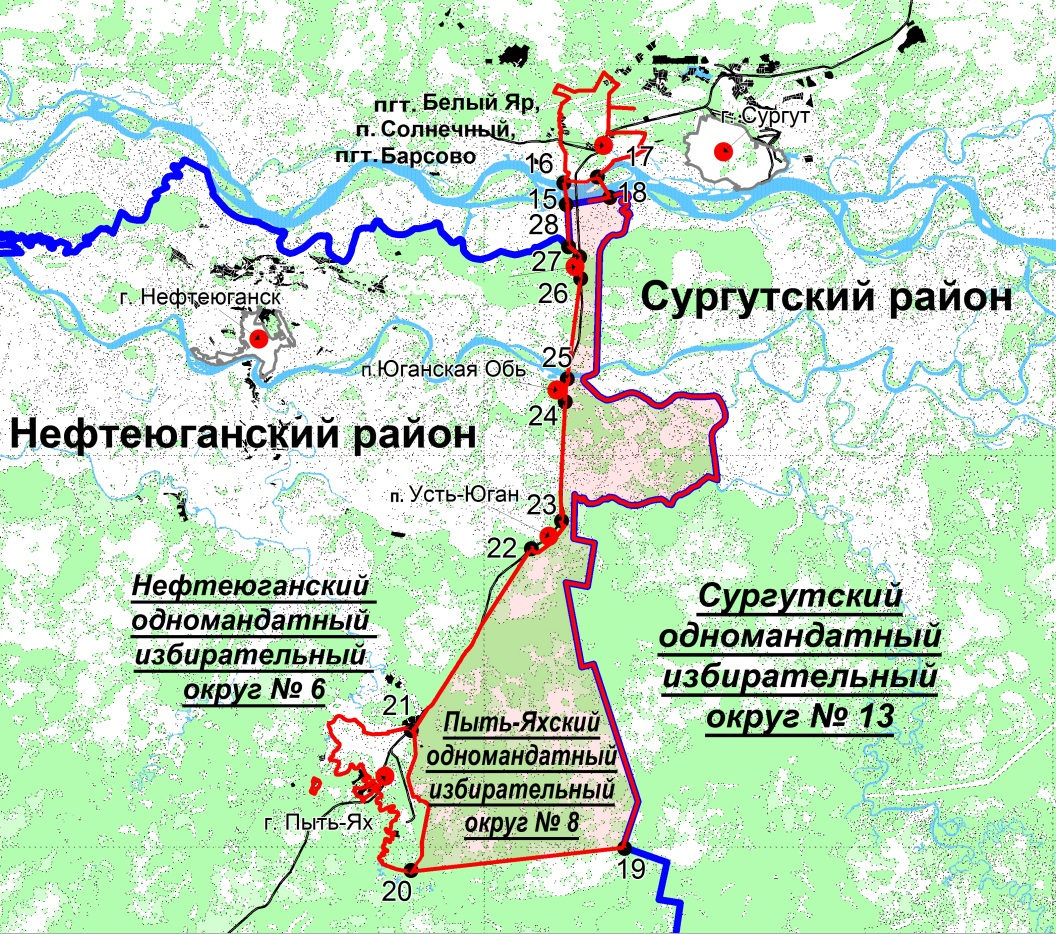 пгт. Белый Яр,
п. Солнечный,
пгт. Барсово
г. Сургут
16
17
15
18
28
27
26
г. Нефтеюганск
Сургутский район
25
п.Юганская Обь
24
Нефтеюганский район
п. Усть-Юган
23
22
Нефтеюганский
одномандатный
избирательный
округ № 6
Сургутский
одномандатный
избирательный
округ № 13
21
Пыть-Яхский
одномандатный
избирательный
округ № 8
г. Пыть-Ях
20
19